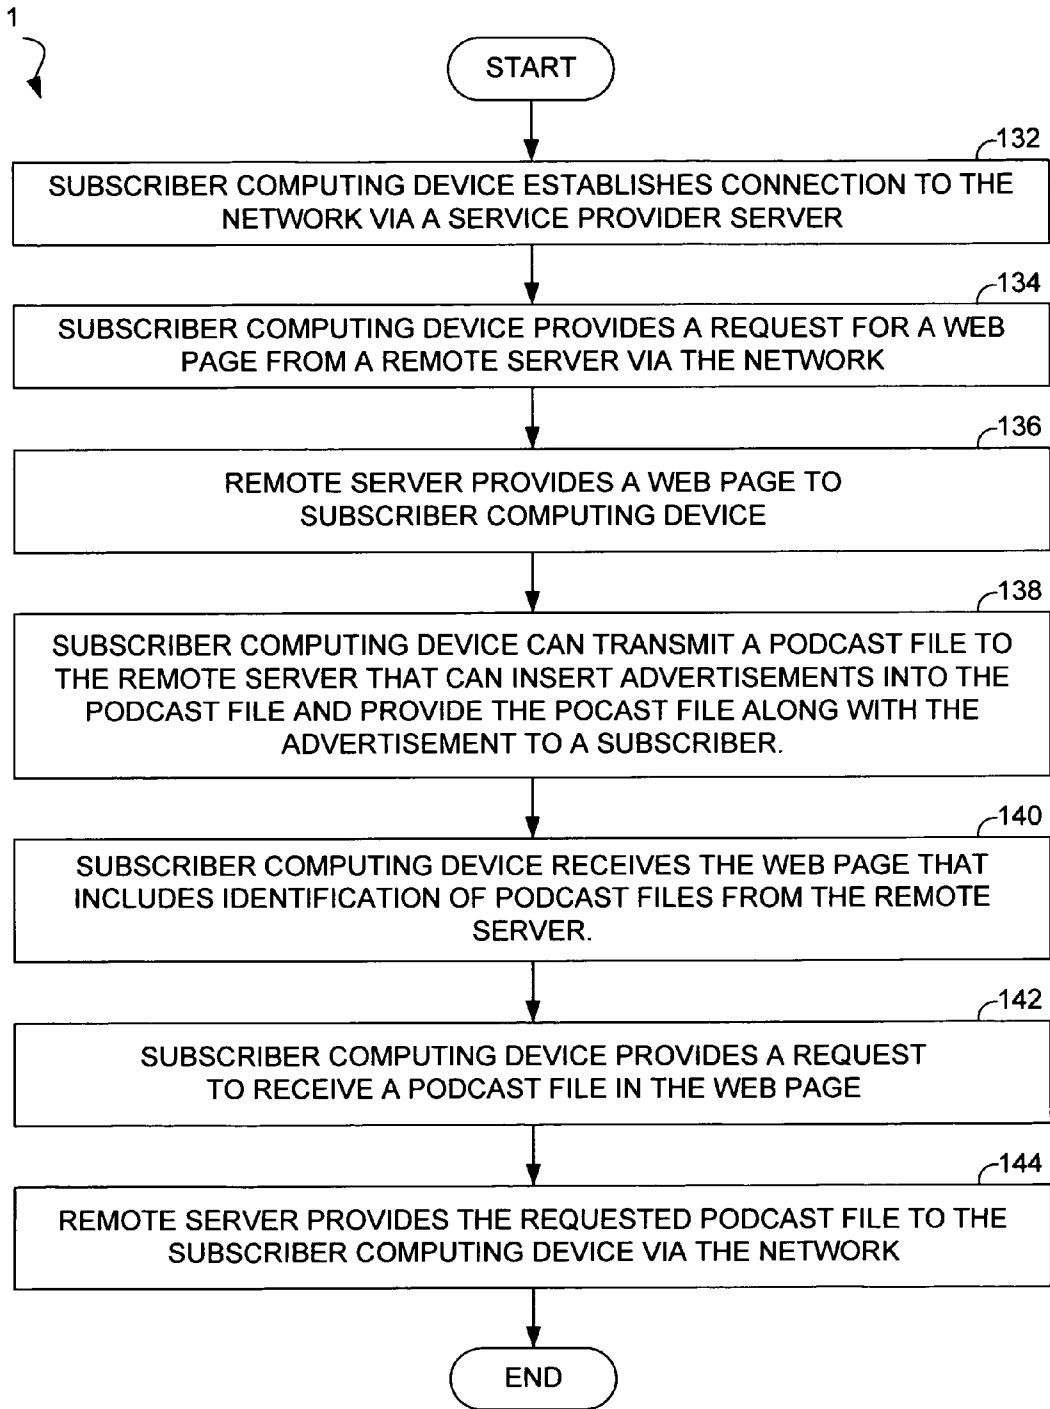 1
START
132
SUBSCRIBER COMPUTING DEVICE ESTABLISHES CONNECTION TO THE
NETWORK VIA A SERVICE PROVIDER SERVER
134
SUBSCRIBER COMPUTING DEVICE PROVIDES A REQUEST FOR A WEB
PAGE FROM A REMOTE SERVER VIA THE NETWORK
136
REMOTE SERVER PROVIDES A WEB PAGE TO
SUBSCRIBER COMPUTING DEVICE
138
SUBSCRIBER COMPUTING DEVICE CAN TRANSMIT A PODCAST FILE TO
THE REMOTE SERVER THAT CAN INSERT ADVERTISEMENTS INTO THE
PODCAST FILE AND PROVIDE THE POCAST FILE ALONG WITH THE
ADVERTISEMENT TO A SUBSCRIBER.
140
SUBSCRIBER COMPUTING DEVICE RECEIVES THE WEB PAGE THAT
INCLUDES IDENTIFICATION OF PODCAST FILES FROM THE REMOTE
SERVER.
142
SUBSCRIBER COMPUTING DEVICE PROVIDES A REQUEST
TO RECEIVE A PODCAST FILE IN THE WEB PAGE
144
REMOTE SERVER PROVIDES THE REQUESTED PODCAST FILE TO THE
SUBSCRIBER COMPUTING DEVICE VIA THE NETWORK
END